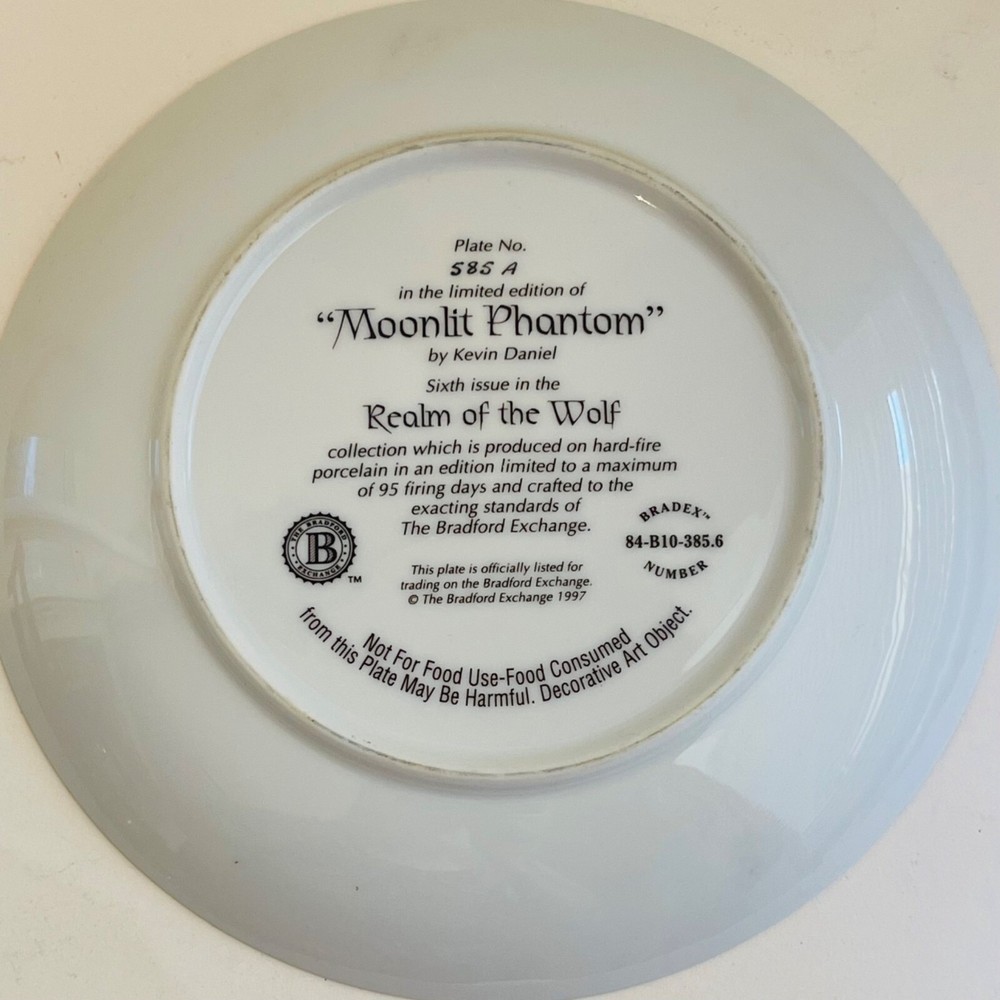 Plate No.
585 A
in the limited edition of
“Moonlit Phantom”
by Kevin Daniel
Sixth issue in the
Realm of the Wolf
collection which is produced on hard-fire
porcelain in an edition limited to a maximum
of 95 firing days and crafted to the
exacting standards of
The Bradford Exchange.
THE BRADFORD
B
EXCHANGE
TM
BRADEX™
84-B10-385.6
NUMBER
This plate is officially listed for
trading on the Bradford Exchange.
© The Bradford Exchange 1997
Not For Food Use-Food Consumed
from this Plate May Be Harmful. Decorative Art Object.